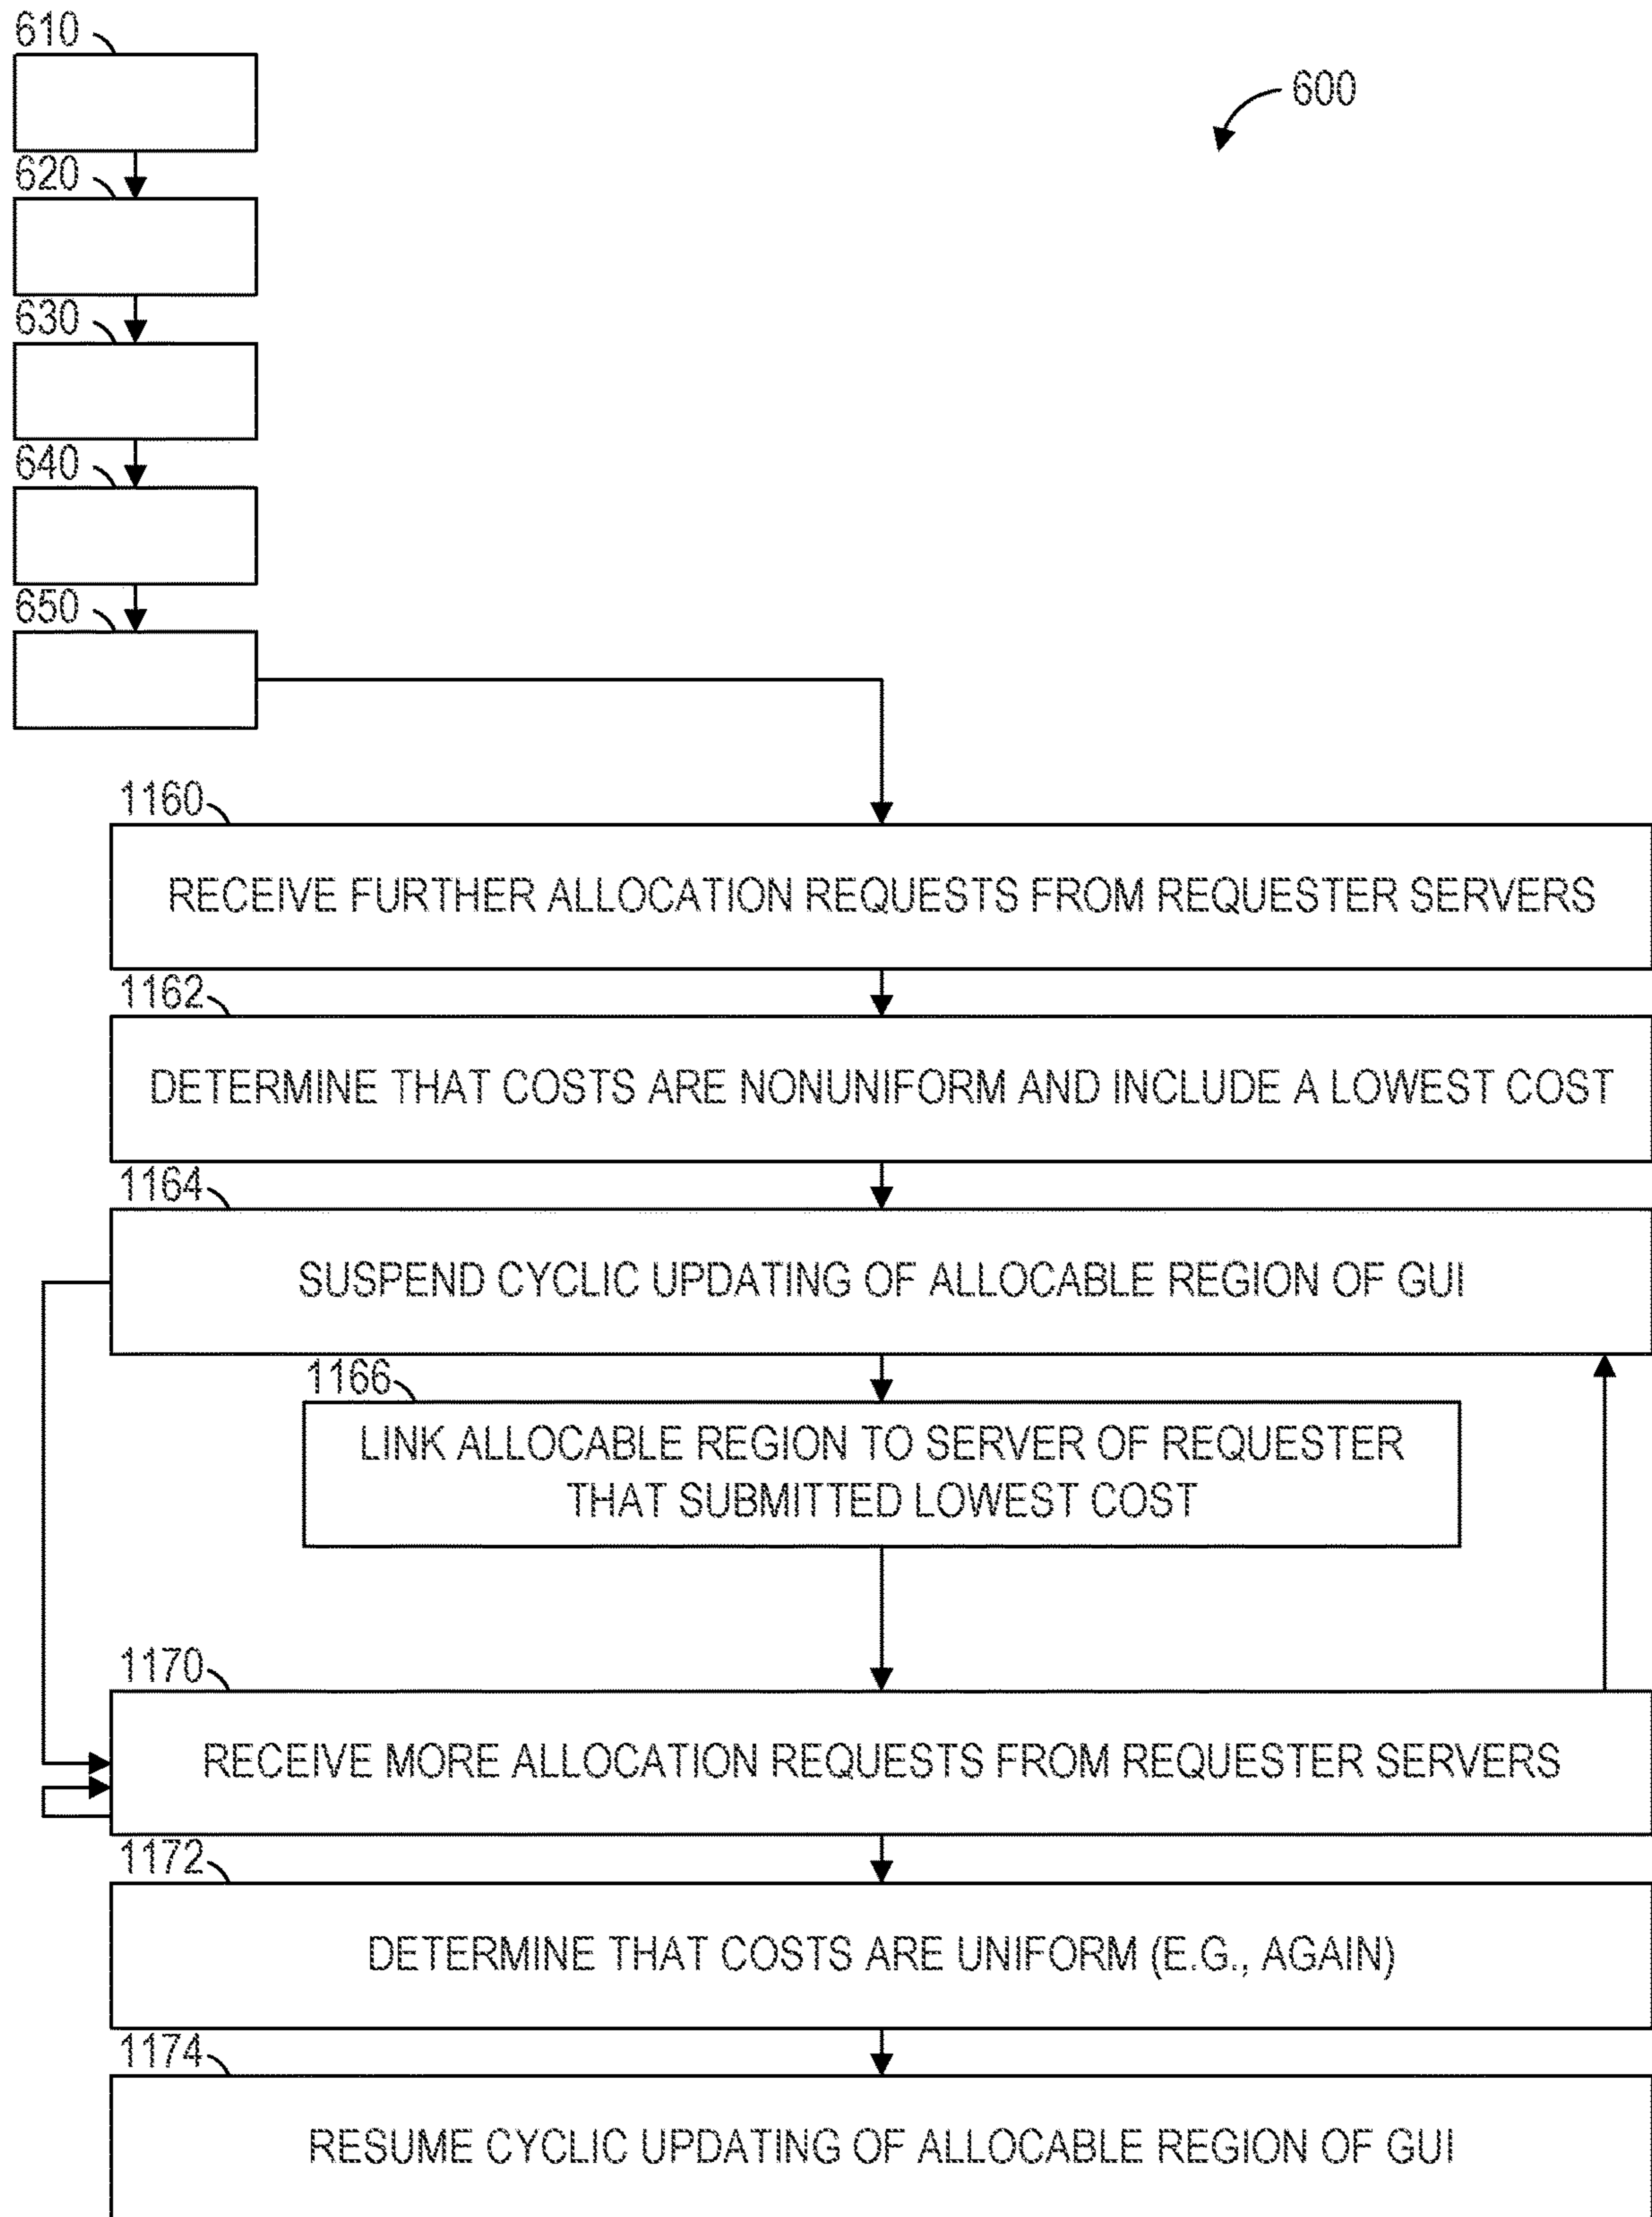 610
600
620
630
640
650
1160
RECEIVE FURTHER ALLOCATION REQUESTS FROM REQUESTER SERVERS
1162
DETERMINE THAT COSTS ARE NONUNIFORM AND INCLUDE A LOWEST COST
1164
SUSPEND CYCLIC UPDATING OF ALLOCABLE REGION OF GUI
1166
LINK ALLOCABLE REGION TO SERVER OF REQUESTER
THAT SUBMITTED LOWEST COST
1170
RECEIVE MORE ALLOCATION REQUESTS FROM REQUESTER SERVERS
1172
DETERMINE THAT COSTS ARE UNIFORM (E.G., AGAIN)
1174
RESUME CYCLIC UPDATING OF ALLOCABLE REGION OF GUI